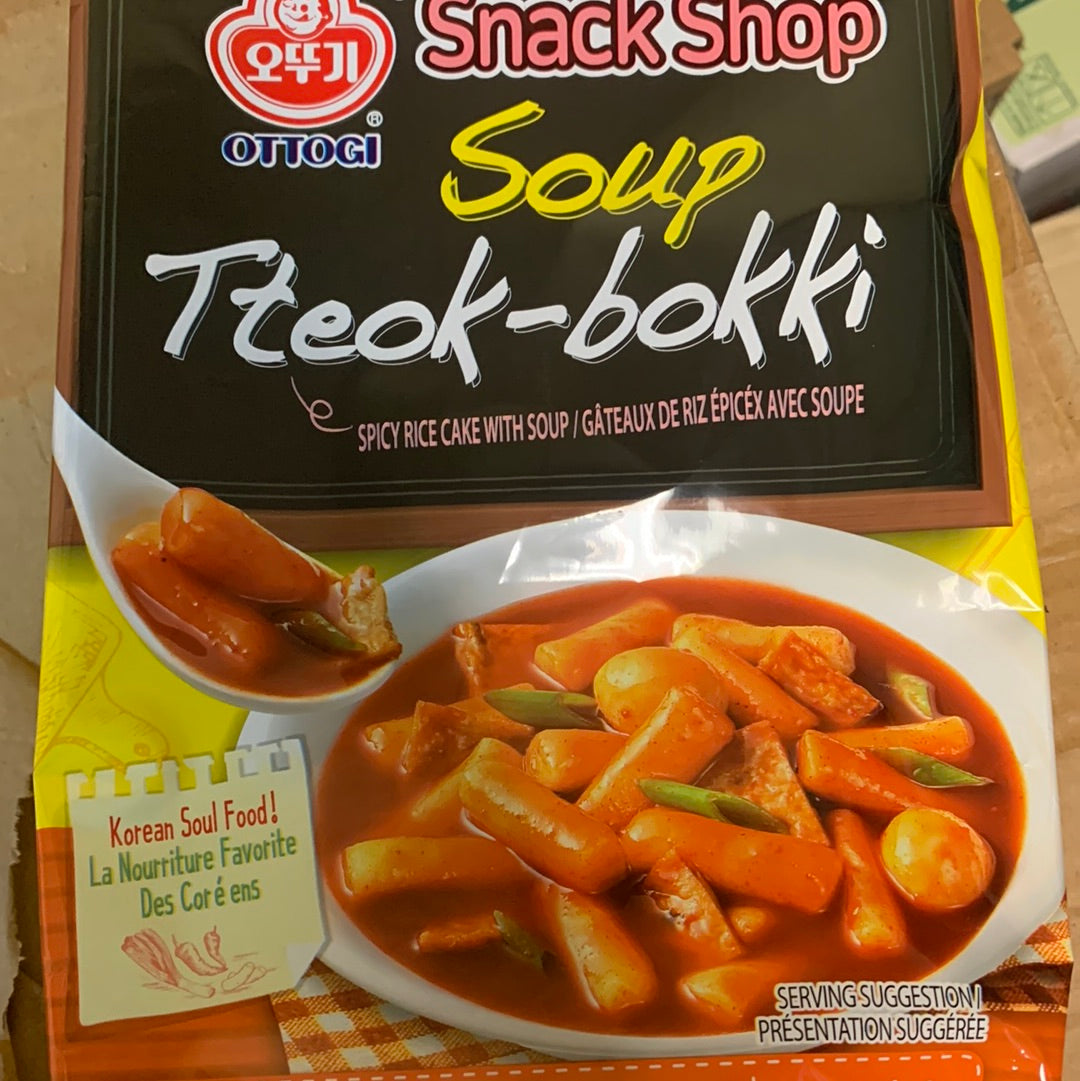 Snack Shop
오뚜기
®
OTTOGI
Soup
Tteok-bokki
SPICY RICE CAKE WITH SOUP / GÂTEAUX DE RIZ ÉPICÉX AVEC SOUPE
Korean Soul Food!
La Nourriture Favorite
Des Coré ens
SERVING SUGGESTION /
PRÉSENTATION SUGGÉRÉE